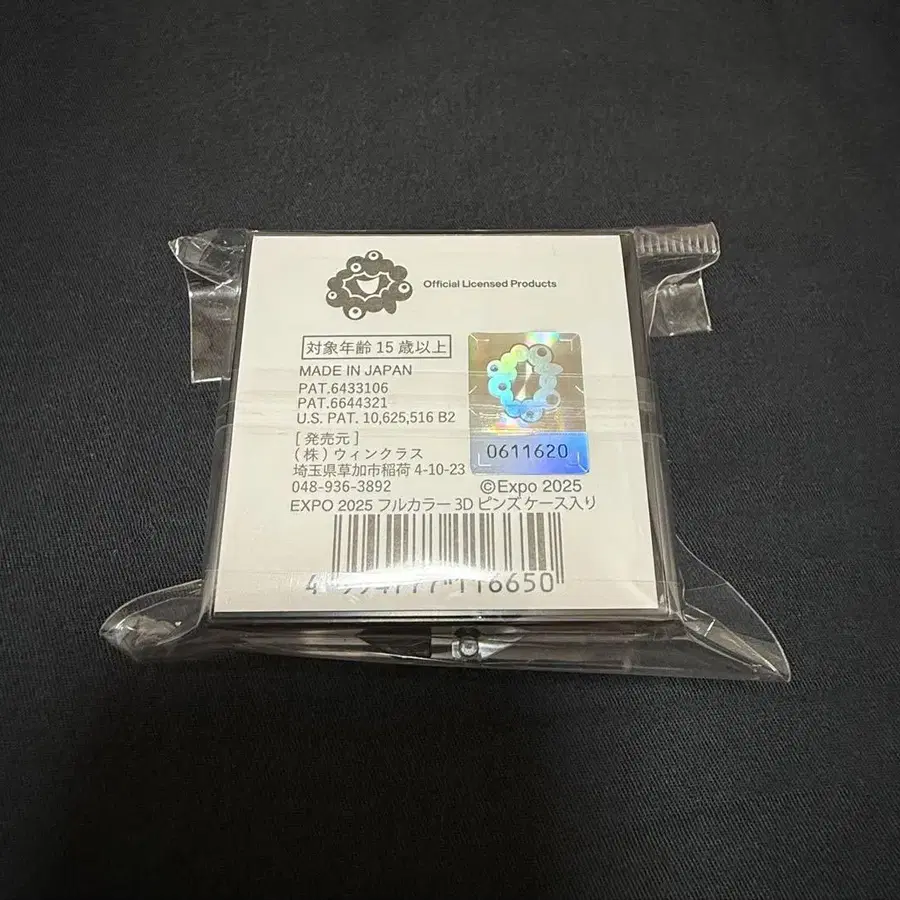 Official Licensed Products
対象年齢 15 歳以上
MADE IN JAPAN
PAT.6433106
PAT.6644321
U.S. PAT. 10,625,516 B2
[ 発売元 ]
(株) ウィンクラス
埼玉県草加市稲荷 4-10-23
048-936-3892
0611620
©Expo 2025
EXPO 2025 フルカラー 3D ピンズ ケース入り
116650